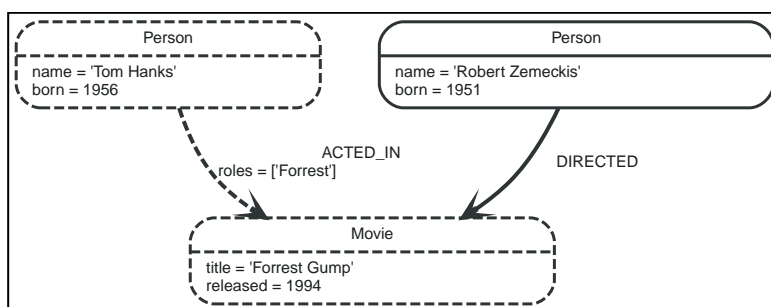 Person
name = 'Tom Hanks'
born = 1956
Person
name = 'Robert Zemeckis'
born = 1951
ACTED_IN
roles = ['Forrest']
DIRECTED
Movie
title = 'Forrest Gump'
released = 1994